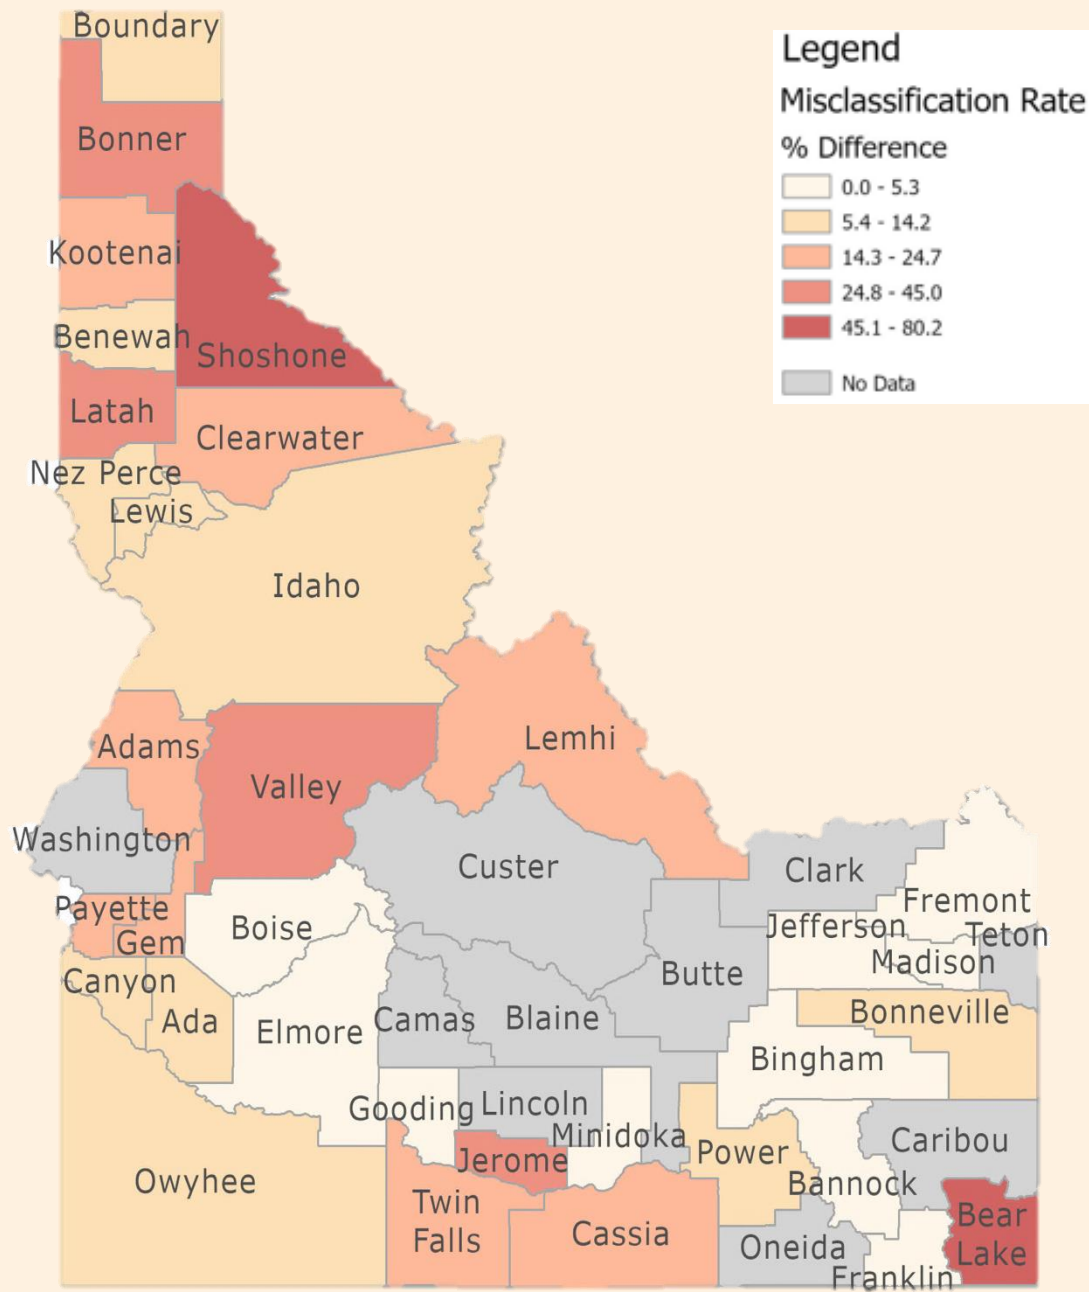 Boundary
Legend
Misclassification Rate
% Difference
0.0 - 5.3
5.4 - 14.2
14.3 - 24.7
24.8 - 45.0
45.1 - 80.2
No Data
Bonner
Kootenai
Benewah
Shoshone
Latah
Clearwater
Nez Perce
Lewis
Idaho
Adams
Lemhi
Valley
Washington
Custer
Clark
Payette
Fremont
Boise
Jefferson
Teton
Gem
Madison
Canyon
Butte
Ada
Elmore
Camas
Blaine
Bonneville
Bingham
Gooding
Lincoln
Minidoka
Caribou
Jerome
Power
Owyhee
Bannock
Twin
Falls
Cassia
Bear
Lake
Oneida
Franklin